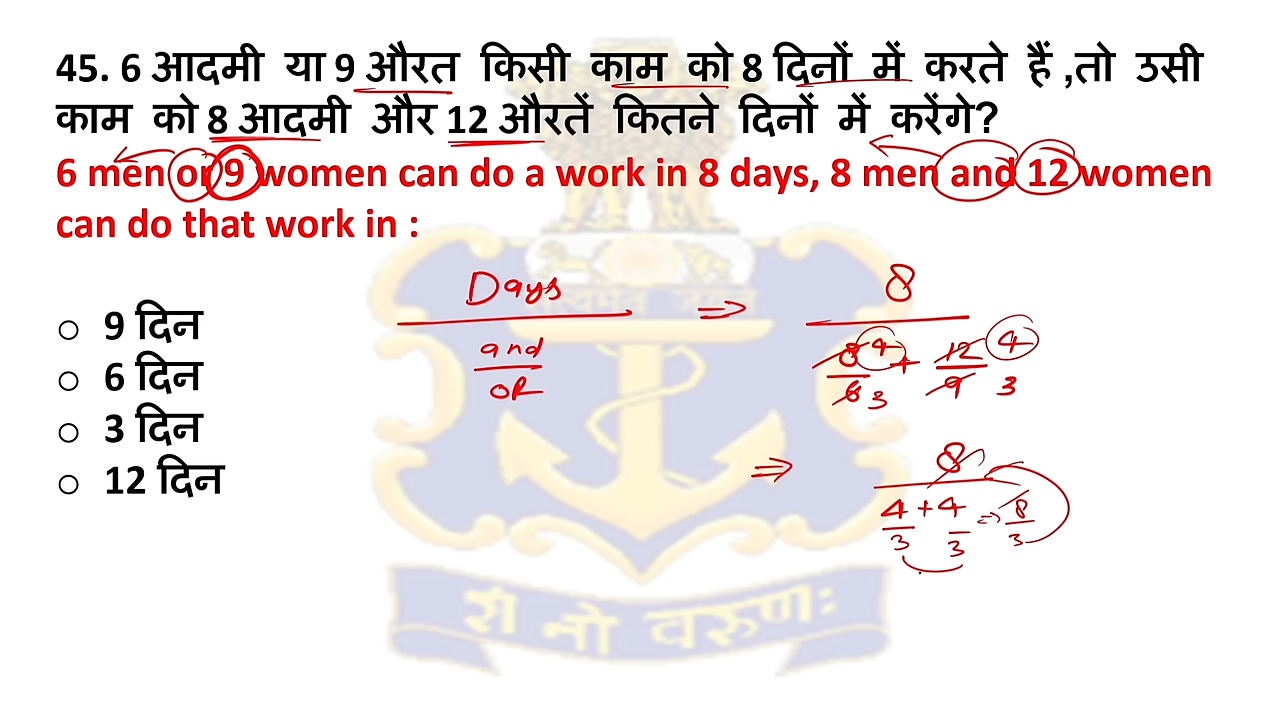 45. 6 आदमी या 9 औरत किसी काम को 8 दिनों में करते हैं ,तो उसी
काम को 8 आदमी और 12 औरतें कितने दिनों में करेंगे?
6 men or 9 women can do a work in 8 days, 8 men and 12 women
can do that work in :
9 दिन
6 दिन
3 दिन
12 दिन
Days
and
OR
⇒
8
8 4 + 12 4
6 3 9 3
⇒
8
4 + 4 ⇒ 8
3 3 3
शं नो वरुणः